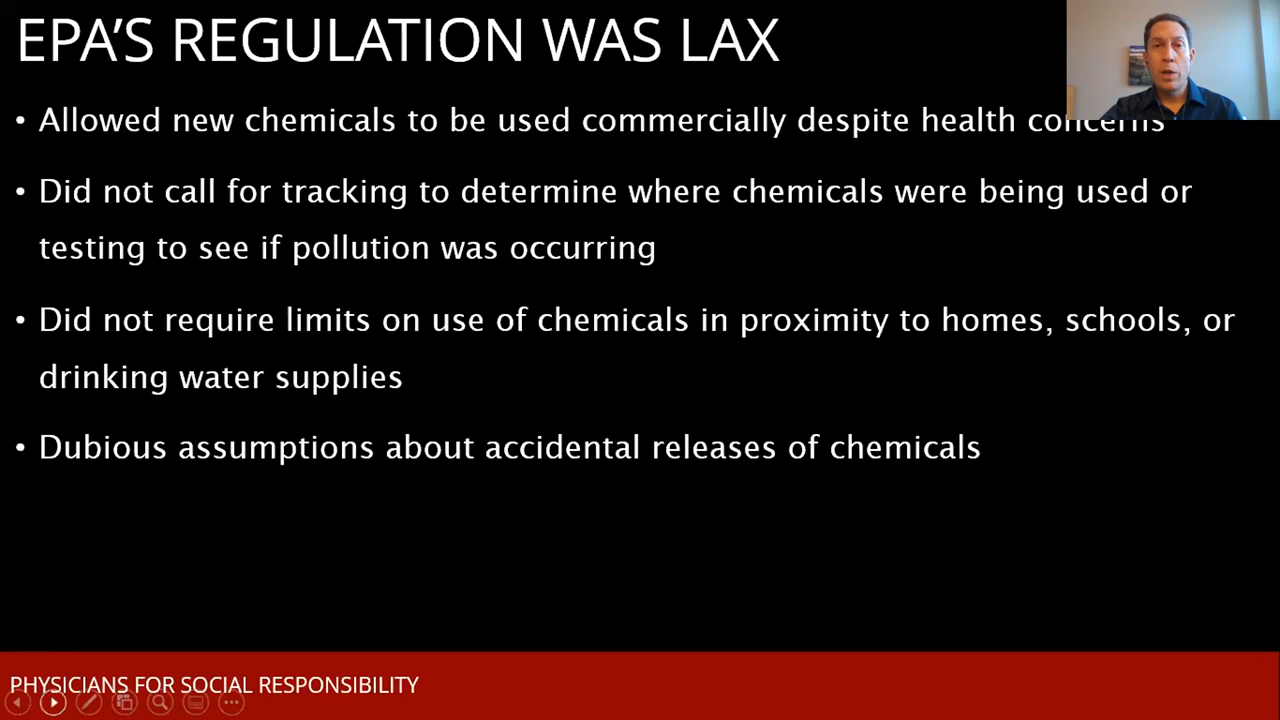 EPA'S REGULATION WAS LAX
• Allowed new chemicals to be used commercially despite health concerns
• Did not call for tracking to determine where chemicals were being used or
testing to see if pollution was occurring
• Did not require limits on use of chemicals in proximity to homes, schools, or
drinking water supplies
• Dubious assumptions about accidental releases of chemicals
PHYSICIANS FOR SOCIAL RESPONSIBILITY